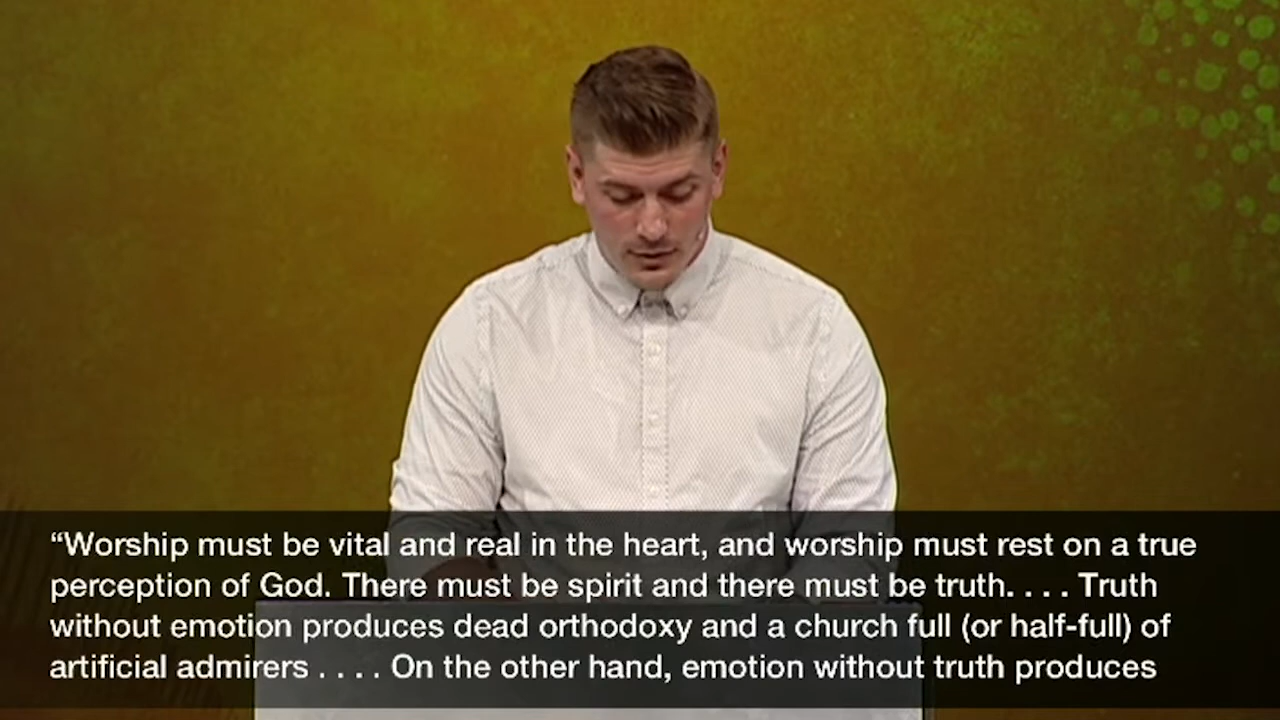 “Worship must be vital and real in the heart, and worship must rest on a true
perception of God. There must be spirit and there must be truth. . . . Truth
without emotion produces dead orthodoxy and a church full (or half-full) of
artificial admirers . . . . On the other hand, emotion without truth produces